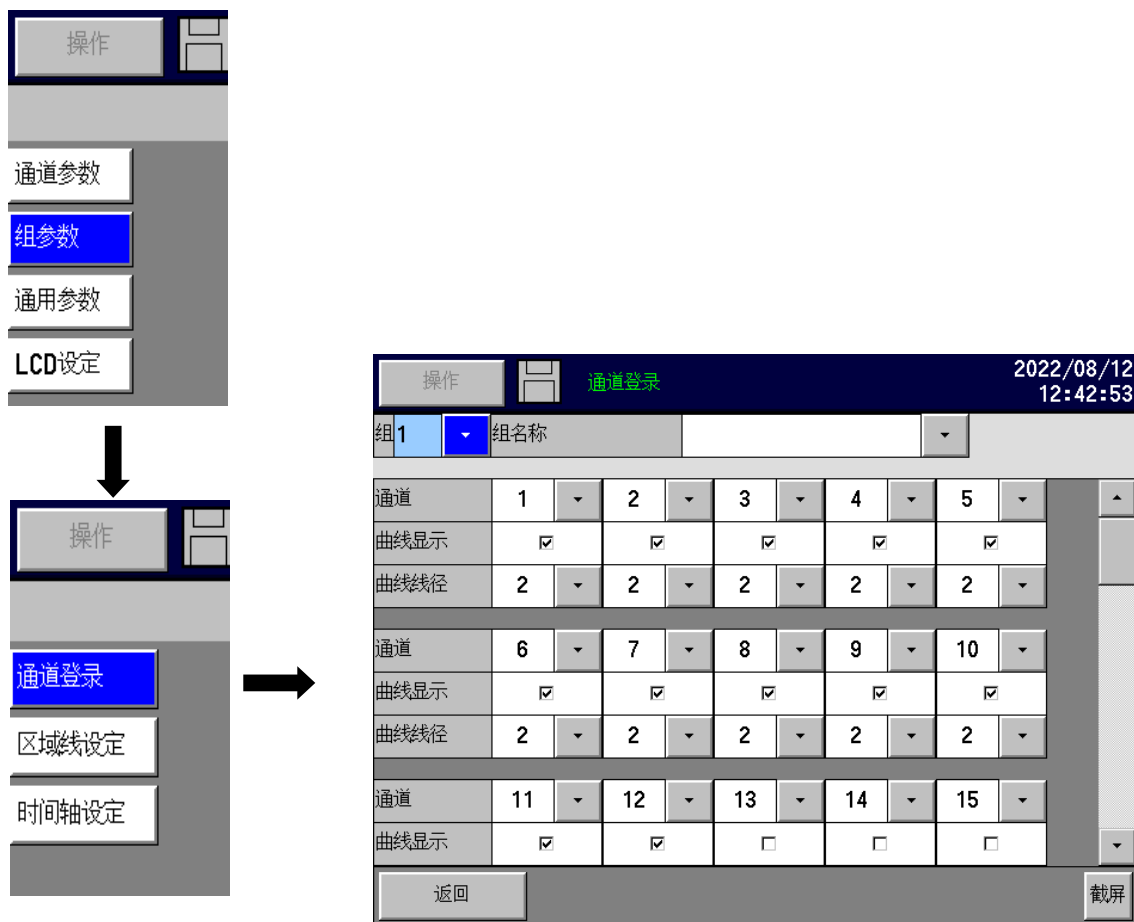 操作
通道参数
组参数
通用参数
LCD设定
操作
通道登录
区域线设定
时间轴设定
操作 通道登录 2022/08/12
12:42:53
组 1 组名称
通道 1 2 3 4 5
曲线显示
曲线线径 2 2 2 2 2
通道 6 7 8 9 10
曲线显示
曲线线径 2 2 2 2 2
通道 11 12 13 14 15
曲线显示
返回 截屏